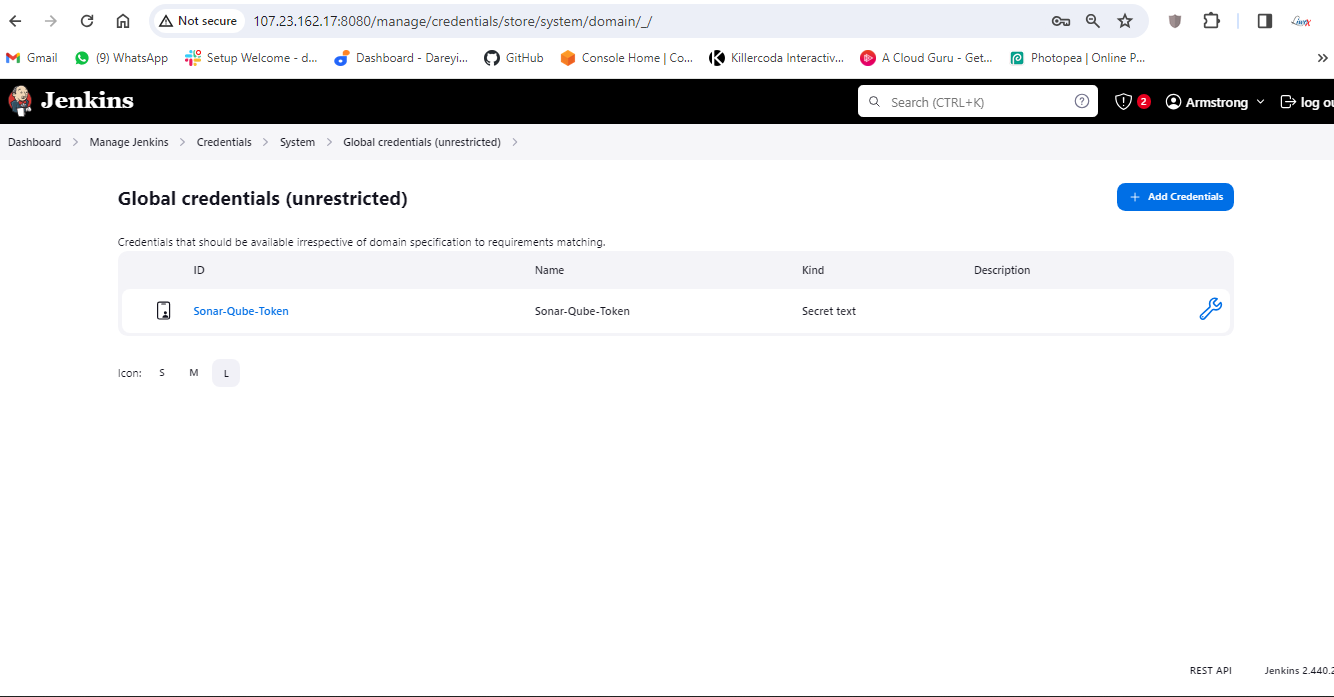 Not secure 107.23.162.17:8080/manage/credentials/store/system/domain/_/
Gmail (9) WhatsApp Setup Welcome - d... Dashboard - Dareyi... GitHub Console Home | Co... Killercoda Interactiv... A Cloud Guru - Get... Photopea | Online P... »
Jenkins Search (CTRL+K) 2 Armstrong log ou
Dashboard Manage Jenkins Credentials System Global credentials (unrestricted)
Global credentials (unrestricted) + Add Credentials
Credentials that should be available irrespective of domain specification to requirements matching.
ID Name Kind Description
Sonar-Qube-Token Sonar-Qube-Token Secret text
Icon: S M L
REST API Jenkins 2.440.2